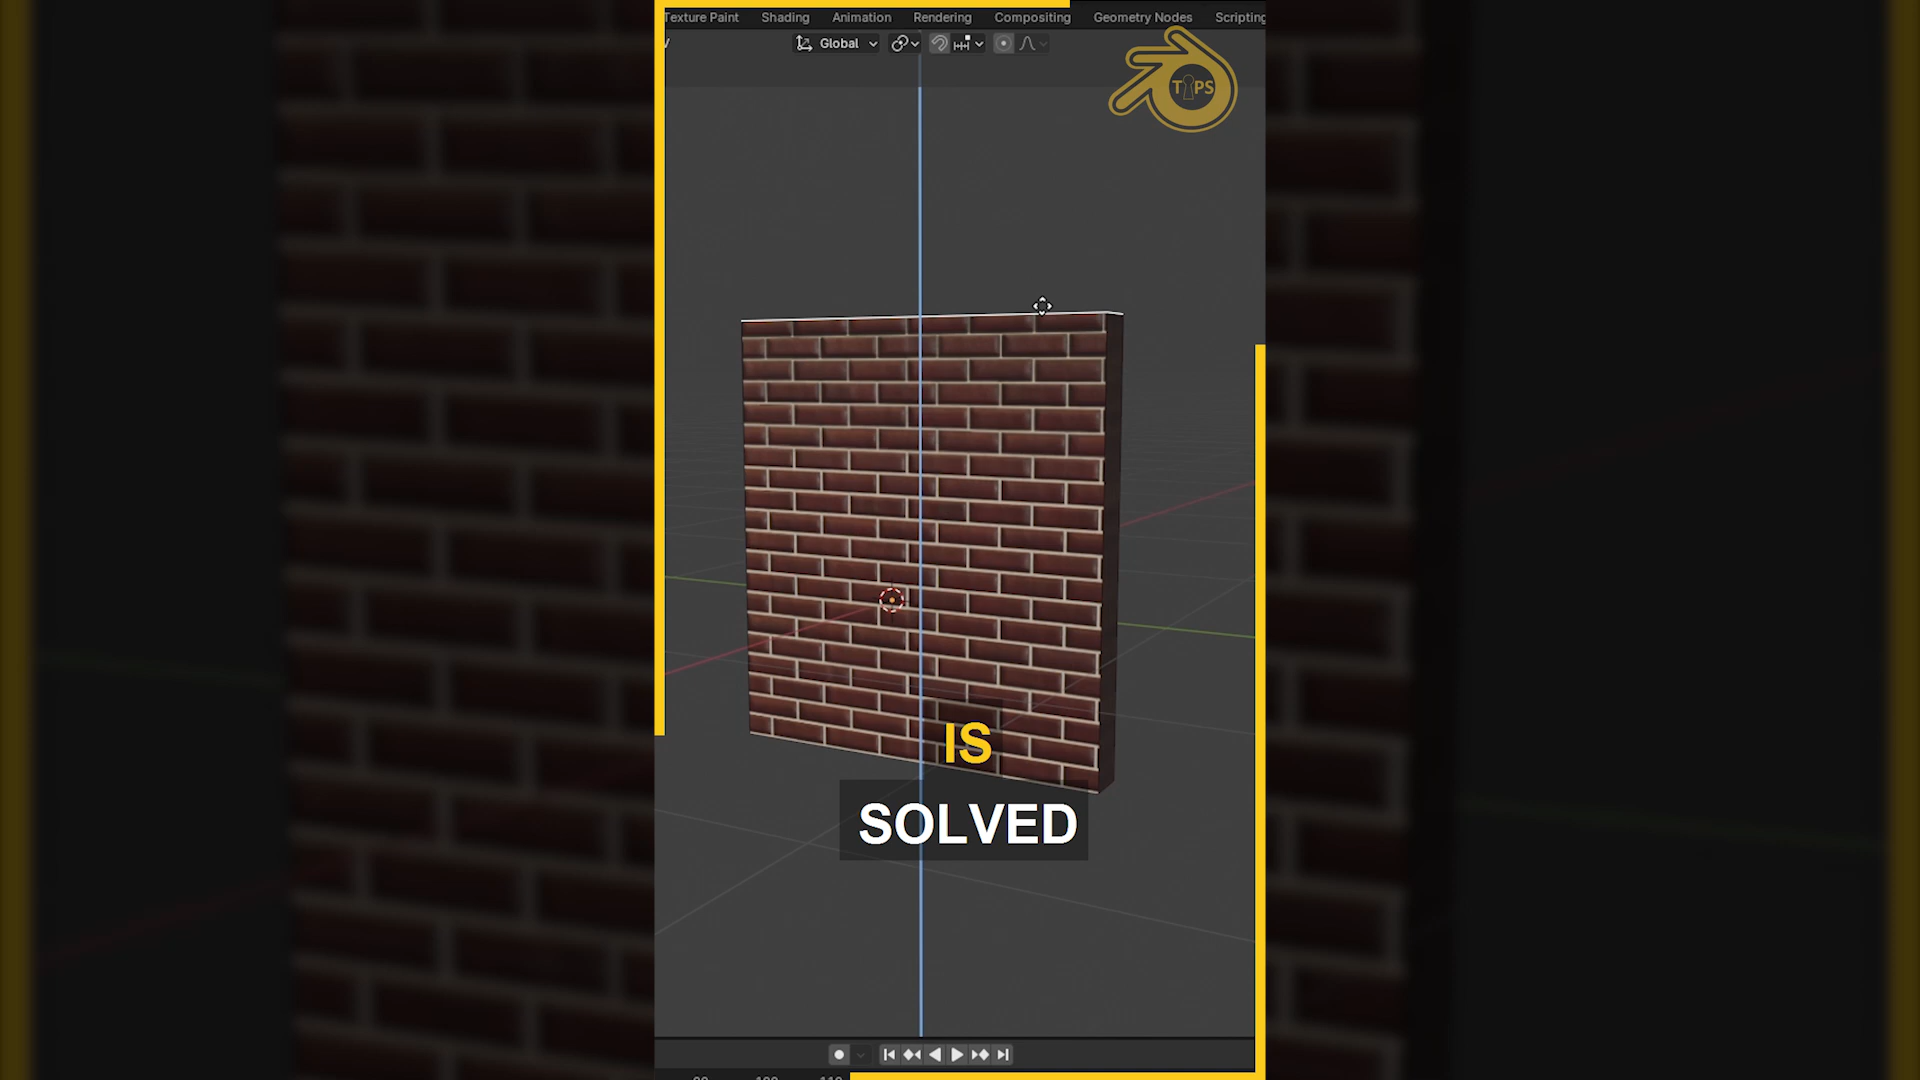 Texture Paint Shading Animation Rendering Compositing Geometry Nodes Scripting
Global
TIPS
IS
SOLVED